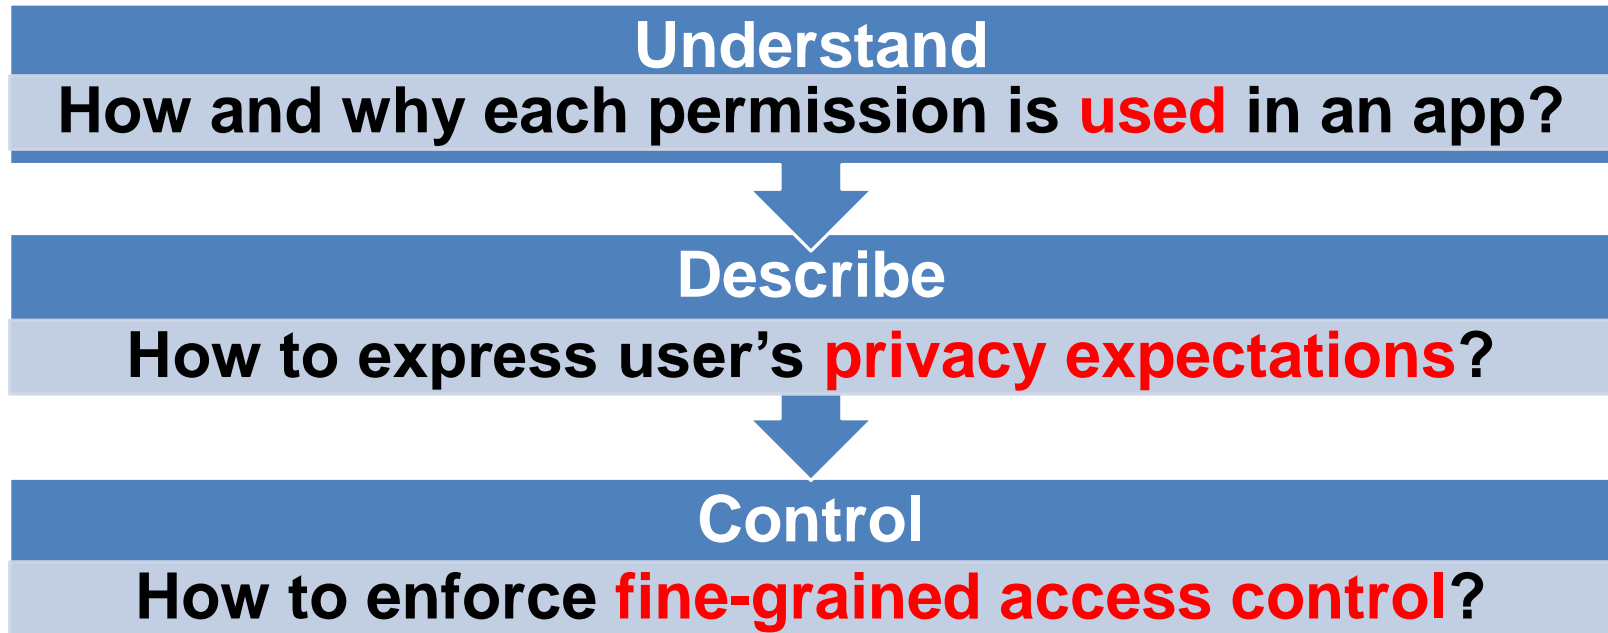 Understand
How and why each permission is used in an app?
Describe
How to express user’s privacy expectations?
Control
How to enforce fine-grained access control?